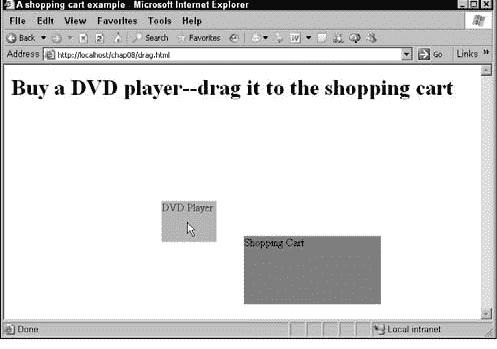 A shopping cart example - Microsoft Internet Explorer
File Edit View Favorites Tools Help
Back Search Favorites
Address http://localhost/chap08/drag.html Go Links »
Buy a DVD player--drag it to the shopping cart
DVD Player
Shopping Cart
Done Local intranet